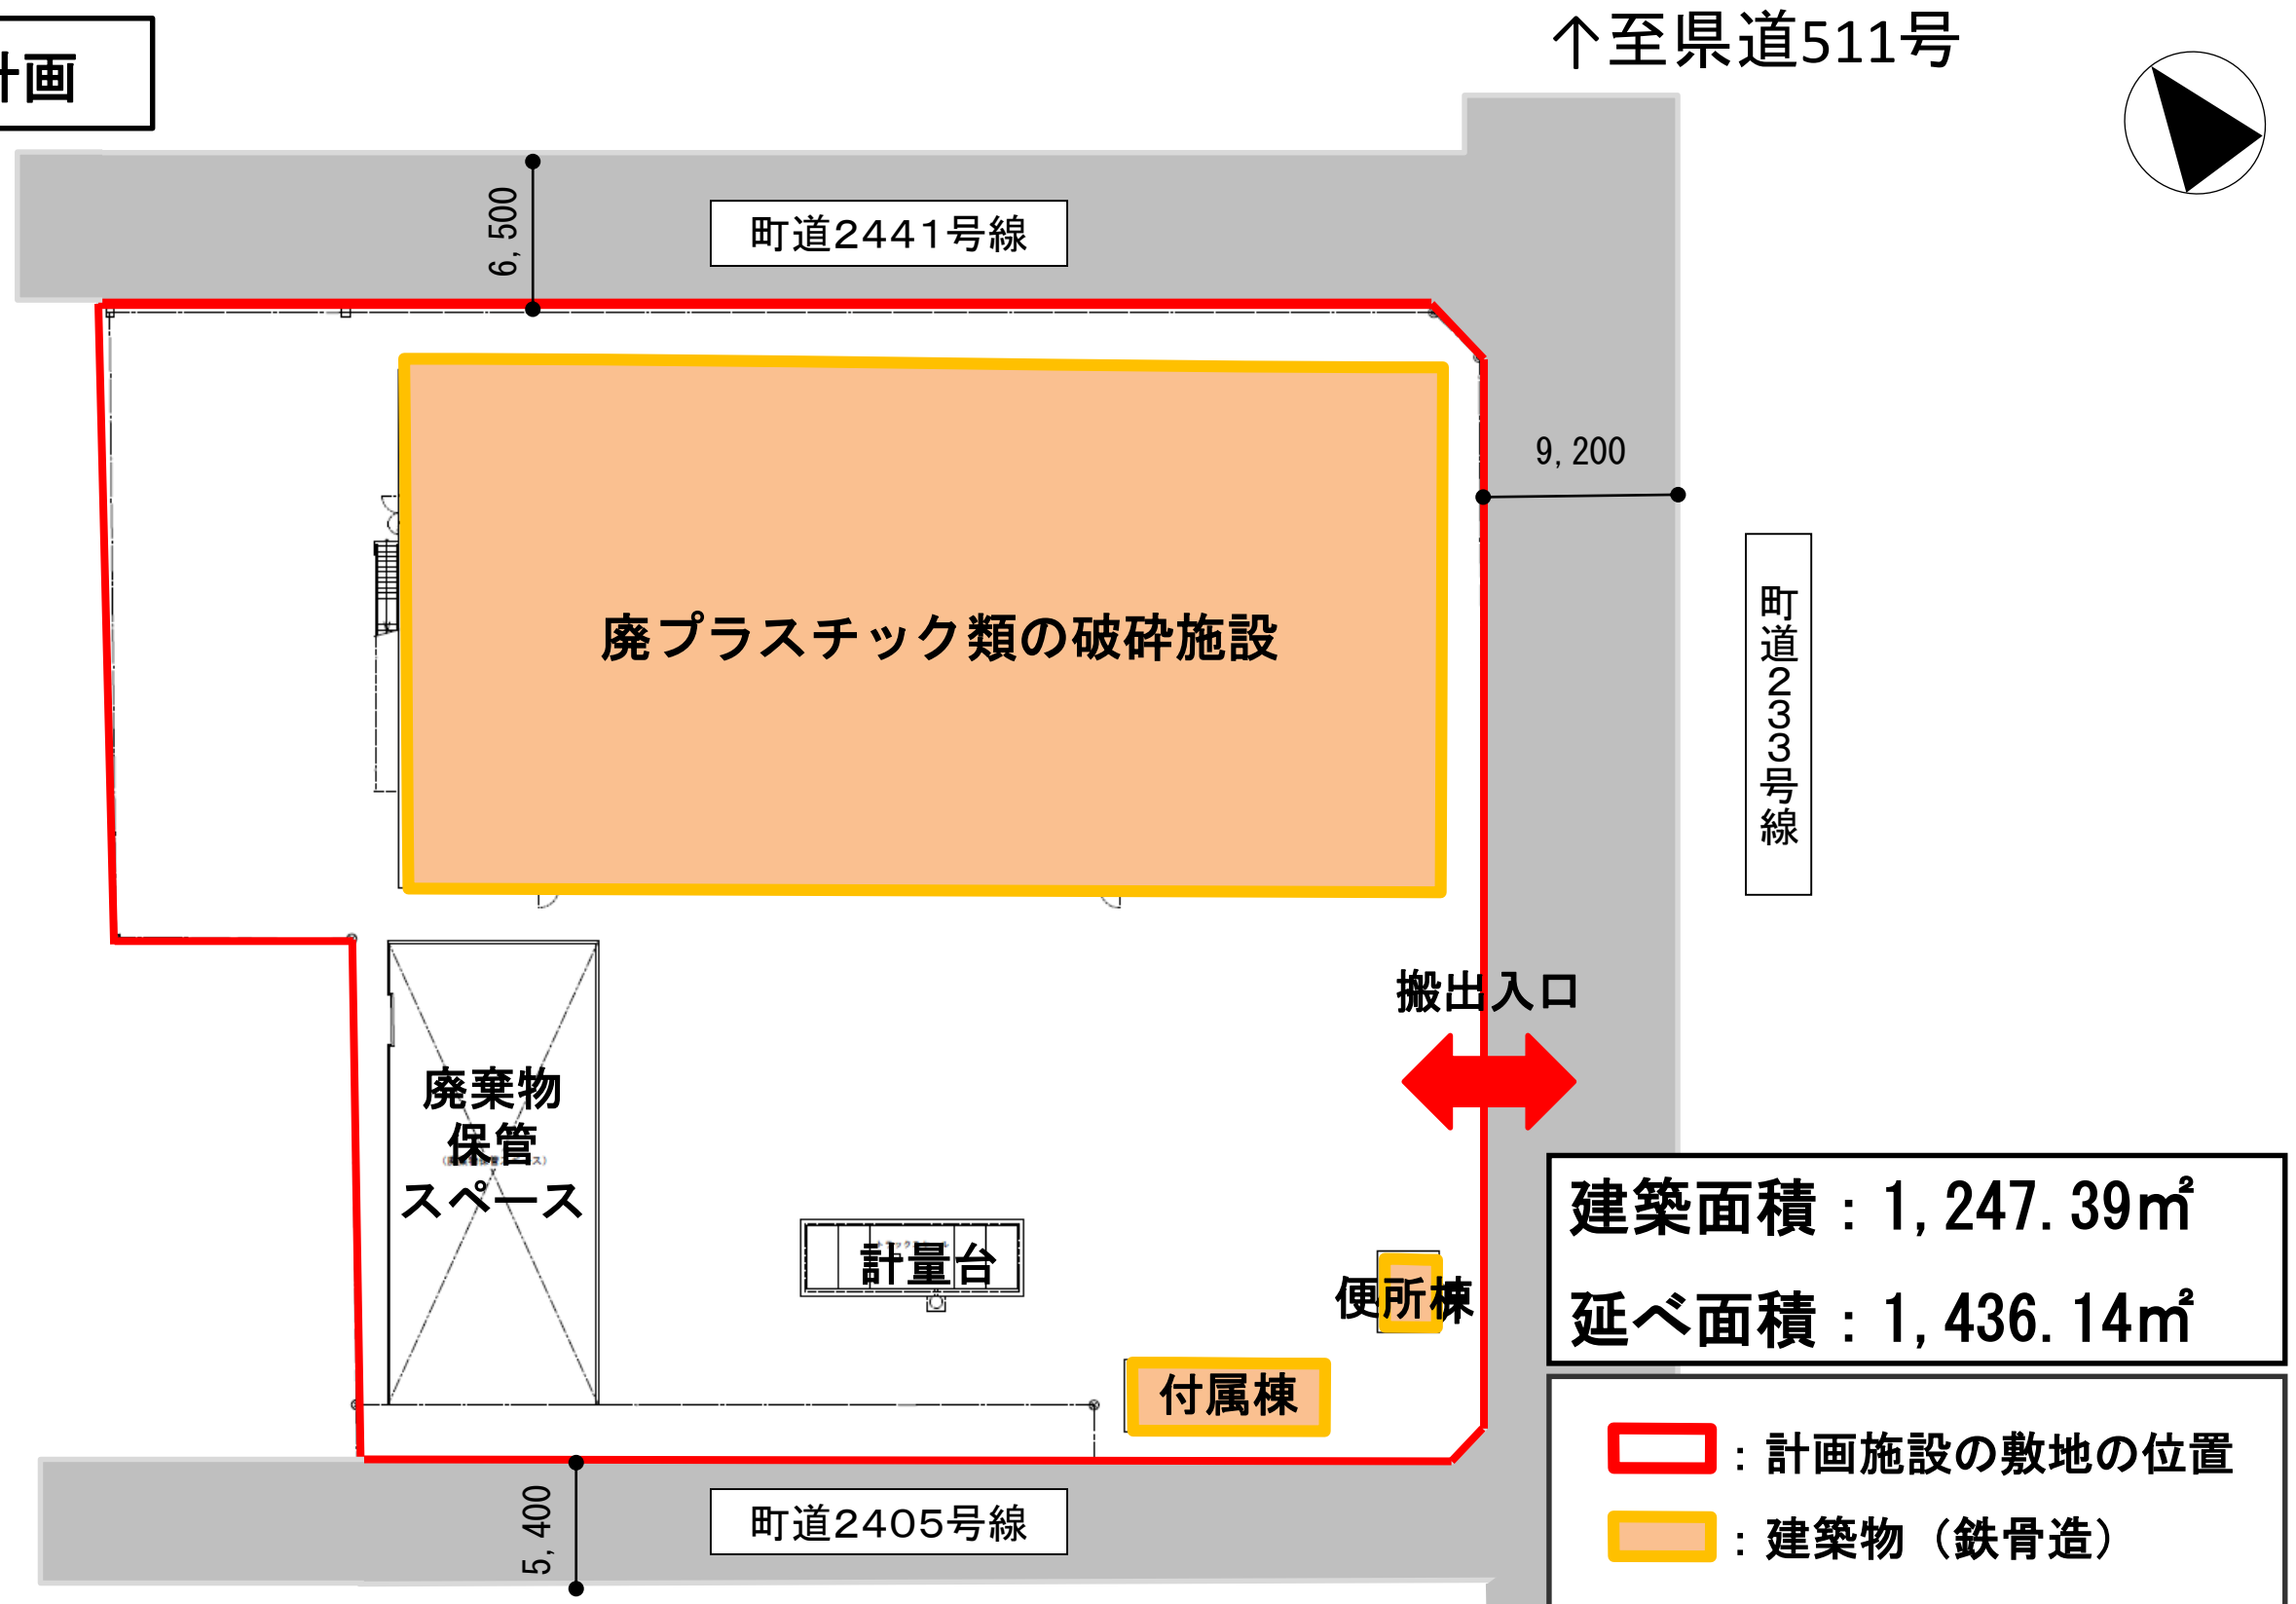 計画
↑至県道511号
6,500
町道2441号線
9,200
町道233号線
廃プラスチック類の破砕施設
搬出入口
廃棄物
保管
スペース
計量台
便所棟
付属棟
建築面積：1,247.39㎡
延べ面積：1,436.14㎡
：計画施設の敷地の位置
：建築物（鉄骨造）
5,400
町道2405号線